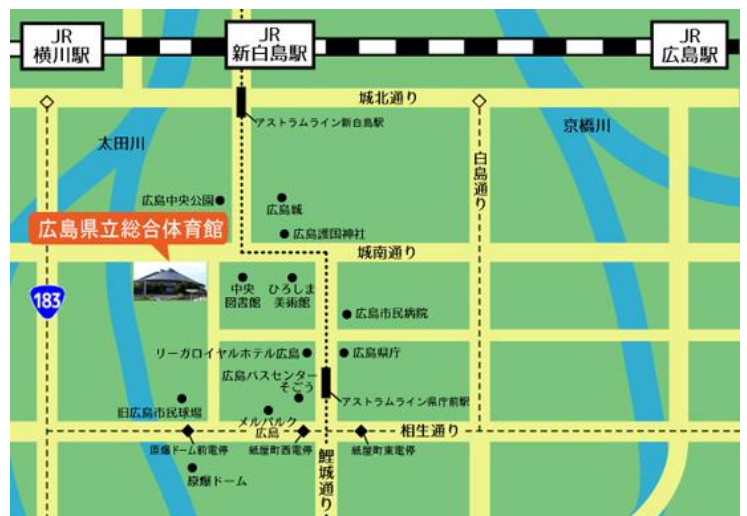 JR
横川駅
JR
新白島駅
JR
広島駅
城北通り
アストラムライン新白島駅
太田川
京橋川
白島通り
広島中央公園
広島城
広島県立総合体育館
広島護国神社
城南通り
183
中央
図書館
ひろしま
美術館
広島市民病院
リーガロイヤルホテル広島
広島県庁
広島バスセンター
そごう
アストラムライン県庁前駅
旧広島市民球場
メルパルク
広島
相生通り
原爆ドーム前電停
紙屋町西電停
紙屋町東電停
鯉城通り
原爆ドーム